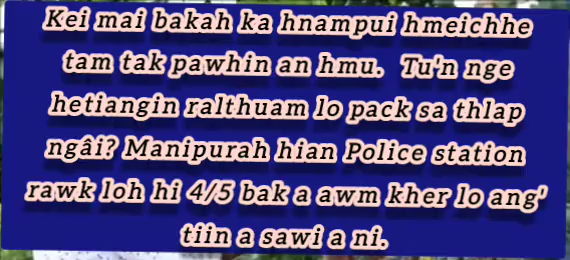 Kei mai bakah ka hnampui hmeichhe
tam tak pawhin an hmu. Tu'n nge
hetiangin ralthuam lo pack sa thlap
ngâi? Manipurah hian Police station
rawk loh hi 4/5 bak a awm kher lo ang'
tiin a sawi a ni.